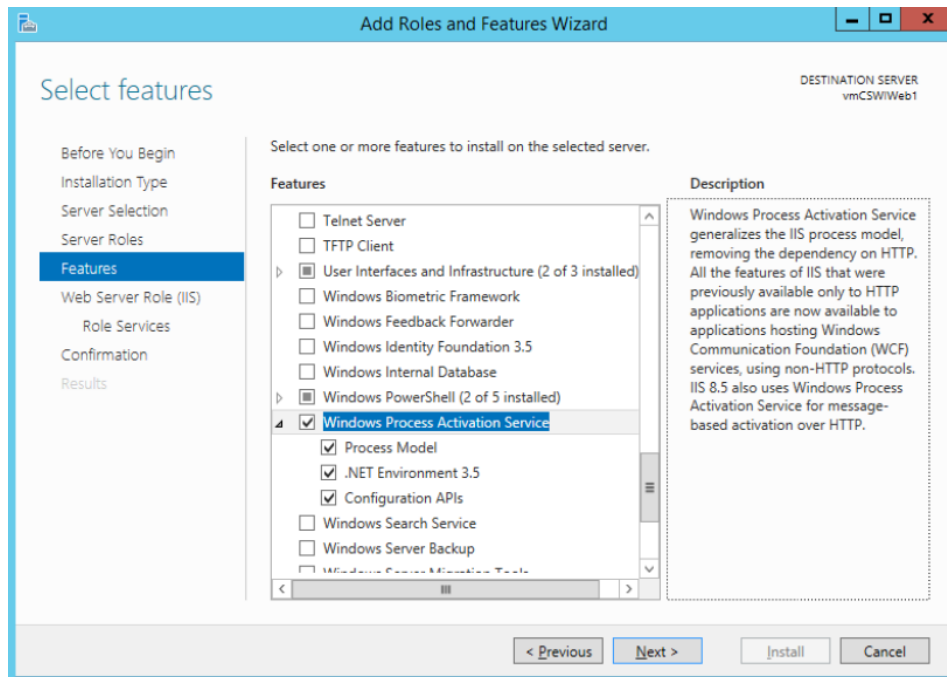 Add Roles and Features Wizard
Select features
DESTINATION SERVER
vmCSWIWeb1
Before You Begin
Installation Type
Server Selection
Server Roles
Features
Web Server Role (IIS)
Role Services
Confirmation
Results
Select one or more features to install on the selected server.
Features
Telnet Server
TFTP Client
User Interfaces and Infrastructure (2 of 3 installed)
Windows Biometric Framework
Windows Feedback Forwarder
Windows Identity Foundation 3.5
Windows Internal Database
Windows PowerShell (2 of 5 installed)
Windows Process Activation Service
Process Model
.NET Environment 3.5
Configuration APIs
Windows Search Service
Windows Server Backup
Windows Server Migration Tools
Description
Windows Process Activation Service
generalizes the IIS process model,
removing the dependency on HTTP.
All the features of IIS that were
previously available only to HTTP
applications are now available to
applications hosting Windows
Communication Foundation (WCF)
services, using non-HTTP protocols.
IIS 8.5 also uses Windows Process
Activation Service for message-
based activation over HTTP.
< Previous
Next >
Install
Cancel